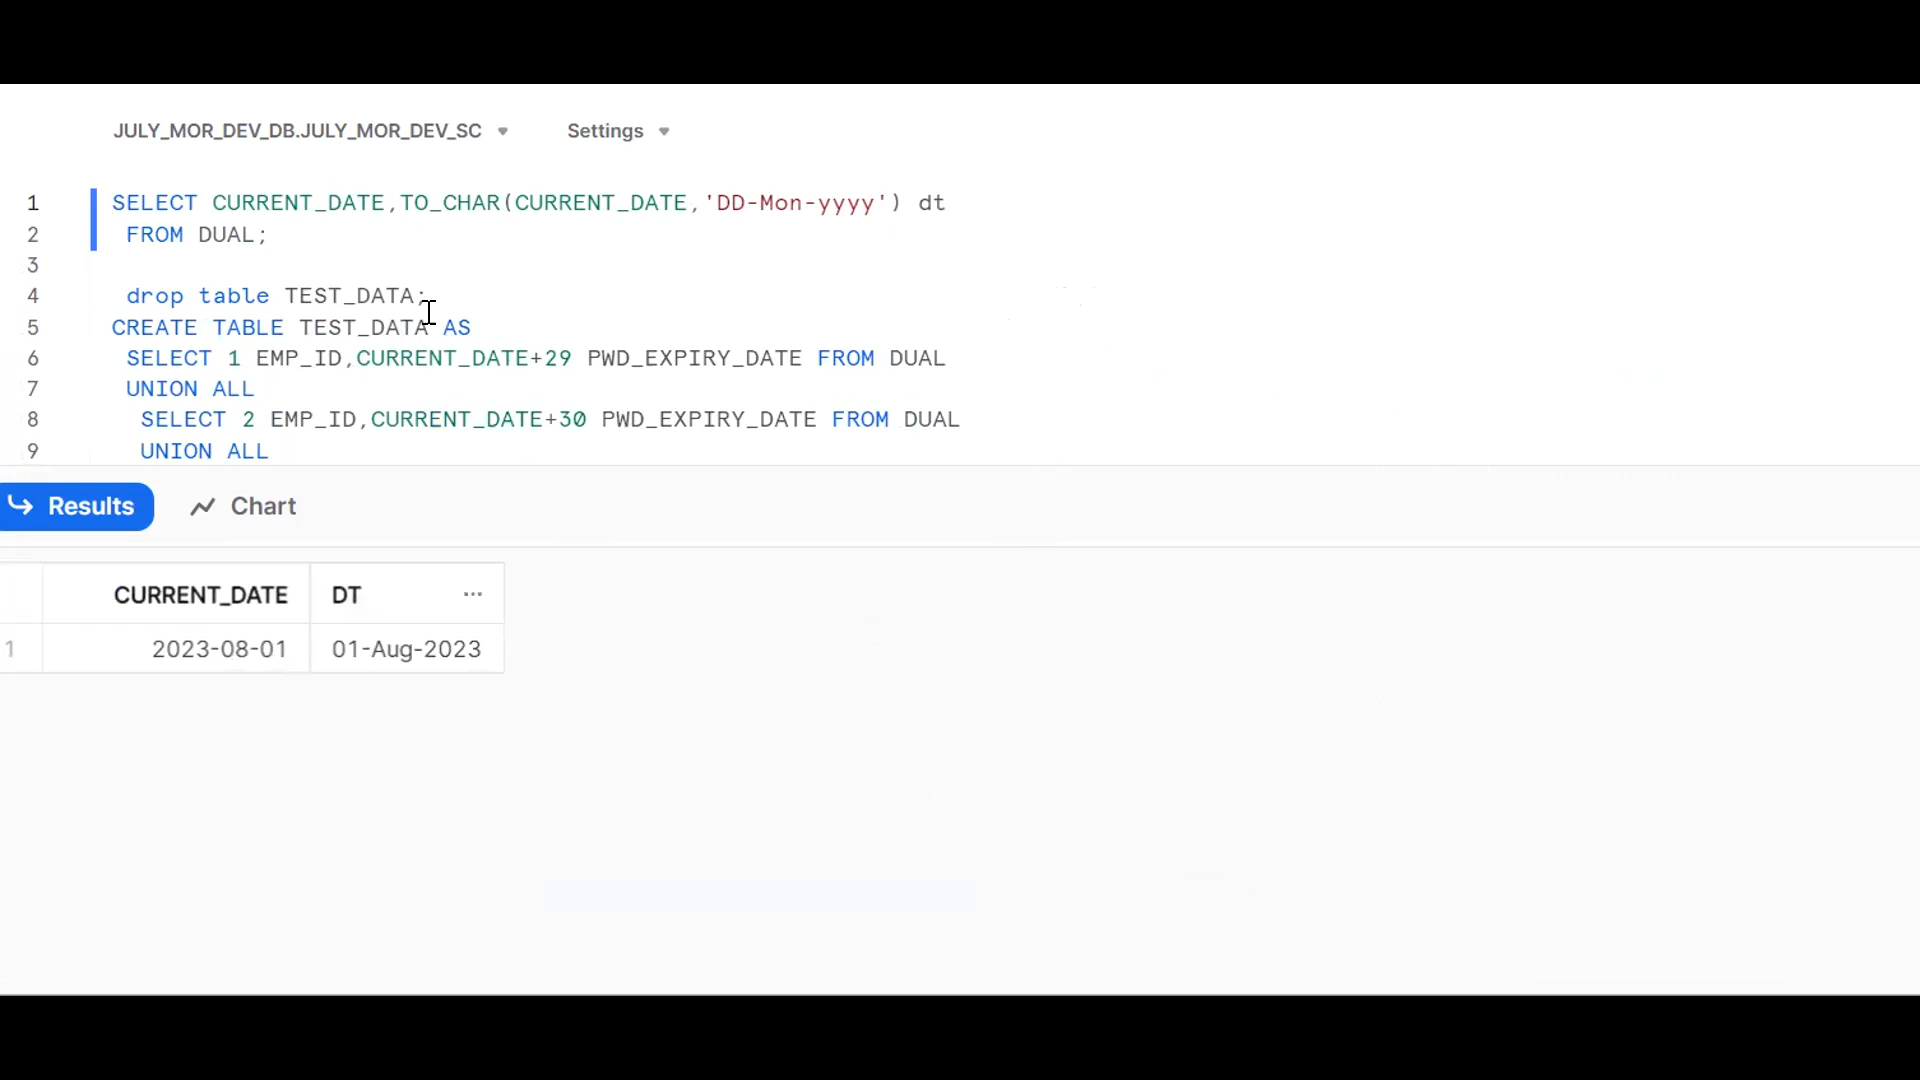 JULY_MOR_DEV_DB.JULY_MOR_DEV_SC Settings
1 SELECT CURRENT_DATE,TO_CHAR(CURRENT_DATE,'DD-Mon-yyyy') dt
2 FROM DUAL;
3
4 drop table TEST_DATA;
5 CREATE TABLE TEST_DATA AS
6 SELECT 1 EMP_ID,CURRENT_DATE+29 PWD_EXPIRY_DATE FROM DUAL
7 UNION ALL
8 SELECT 2 EMP_ID,CURRENT_DATE+30 PWD_EXPIRY_DATE FROM DUAL
9 UNION ALL
Results Chart
CURRENT_DATE DT ...
1 2023-08-01 01-Aug-2023